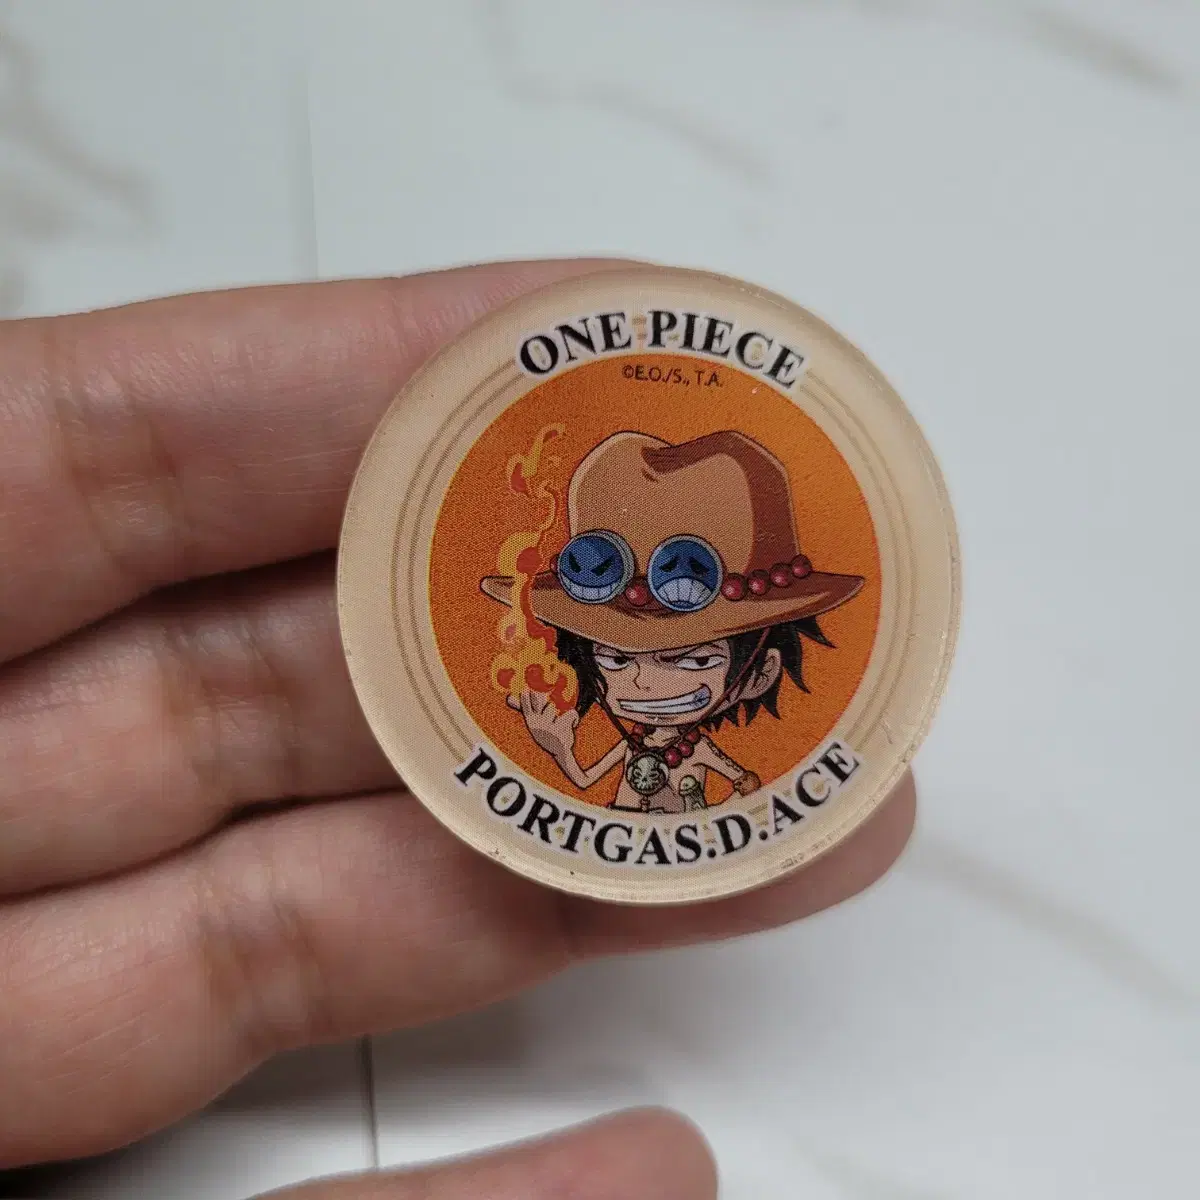 ONE PIECE
©E.O./S., T.A.
PORTGAS.D.ACE